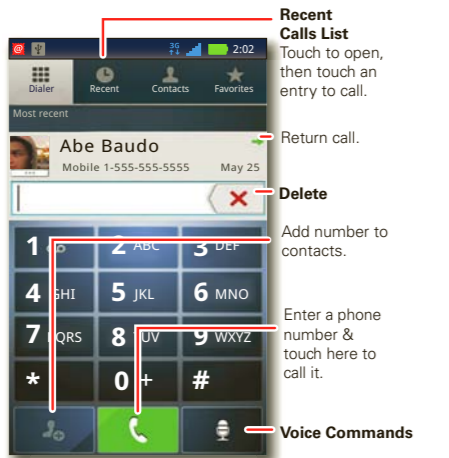 Recent
Calls List
Touch to open,
then touch an
entry to call.
3G 2:02
Dialer Recent Contacts Favorites
Most recent
Abe Baudo
Mobile 1-555-555-5555 May 25
Return call.
Delete
Add number to
contacts.
1 2 ABC 3 DEF
4 GHI 5 JKL 6 MNO
7 PQRS 8 TUV 9 WXYZ
* 0 + #
Enter a phone
number &
touch here to
call it.
Voice Commands